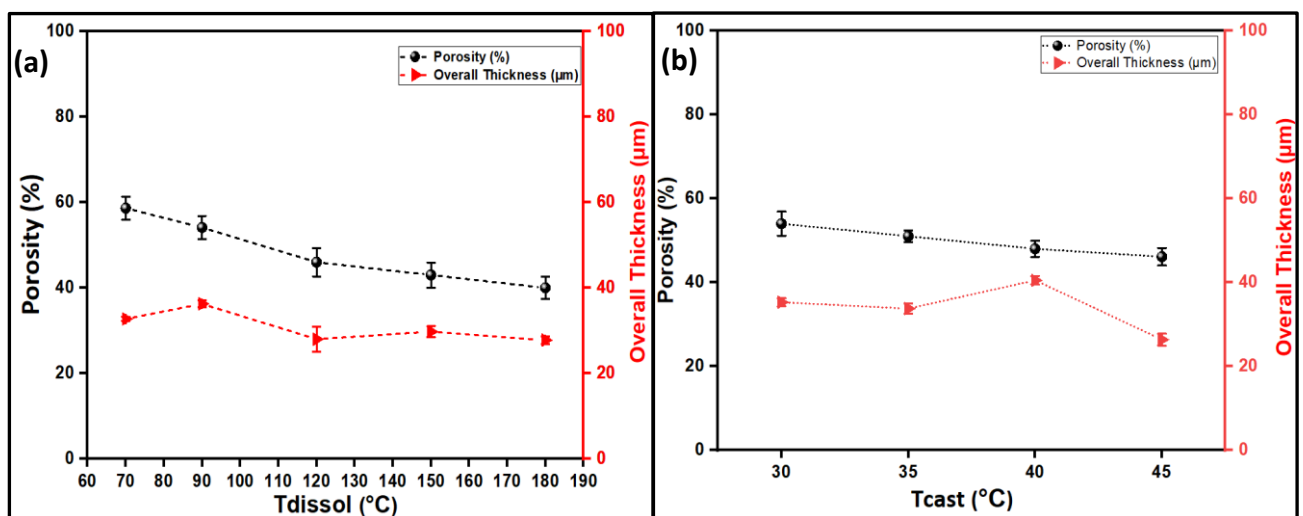 (a)
Porosity (%)
Overall Thickness (µm)
100
80
60
40
20
0
Porosity (%)
100
80
60
40
20
0
Overall Thickness (µm)
60 70 80 90 100 110 120 130 140 150 160 170 180 190
Tdissol (°C)
(b)
Porosity (%)
Overall Thickness (µm)
100
80
60
40
20
0
Porosity (%)
100
80
60
40
20
0
Overall Thickness (µm)
30 35 40 45
Tcast (°C)